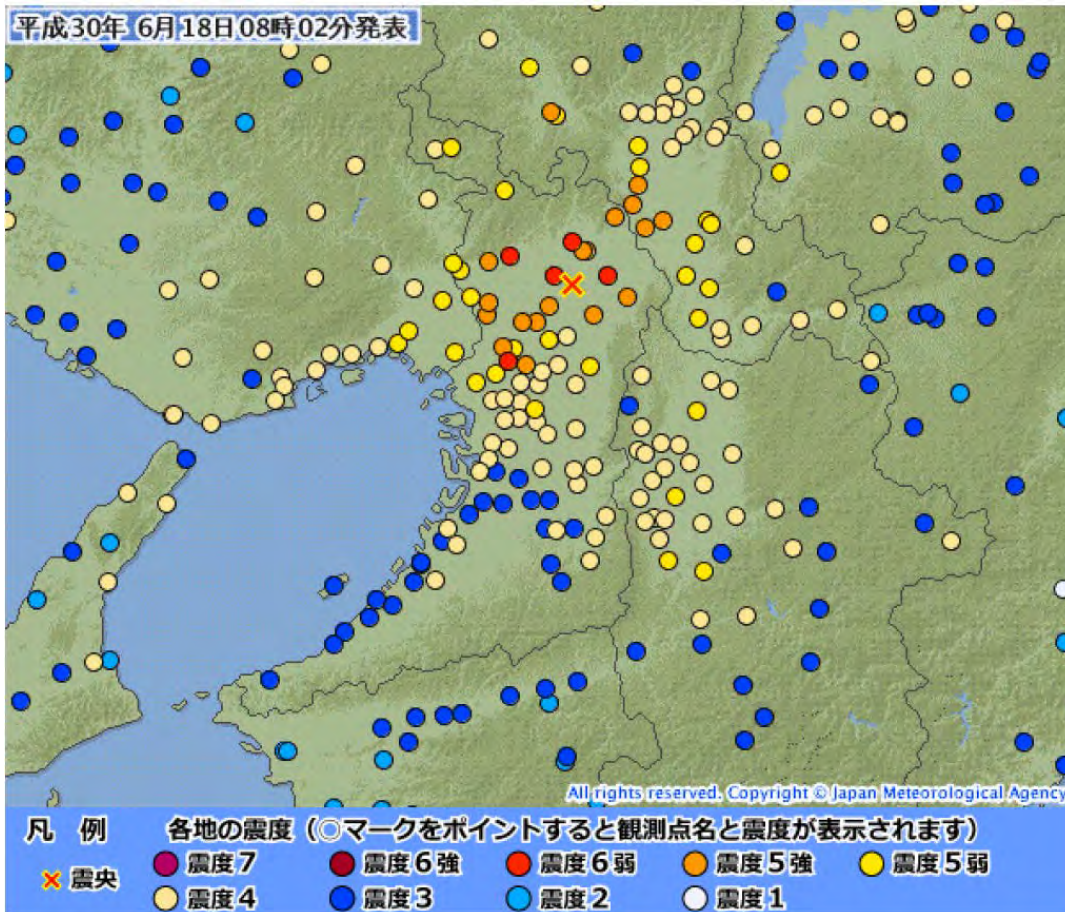 平成30年 6月18日08時02分発表
All rights reserved. Copyright © Japan Meteorological Agency
凡 例 各地の震度（○マークをポイントすると観測点名と震度が表示されます）
× 震央 震度7 震度6強 震度6弱 震度5強 震度5弱
震度4 震度3 震度2 震度1